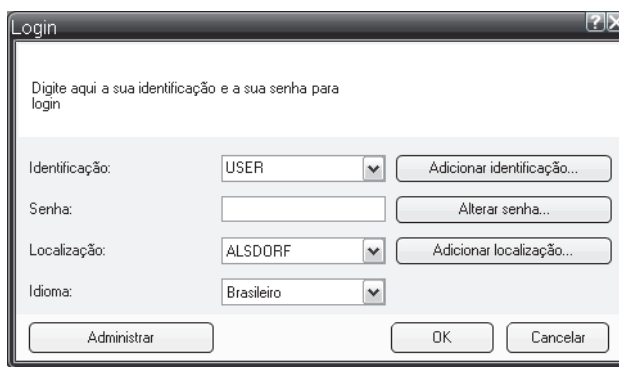 Login
Digite aqui a sua identificação e a sua senha para
login
Identificação: USER Adicionar identificação...
Senha: Alterar senha...
Localização: ALSDORF Adicionar localização...
Idioma: Brasileiro
Administrar OK Cancelar